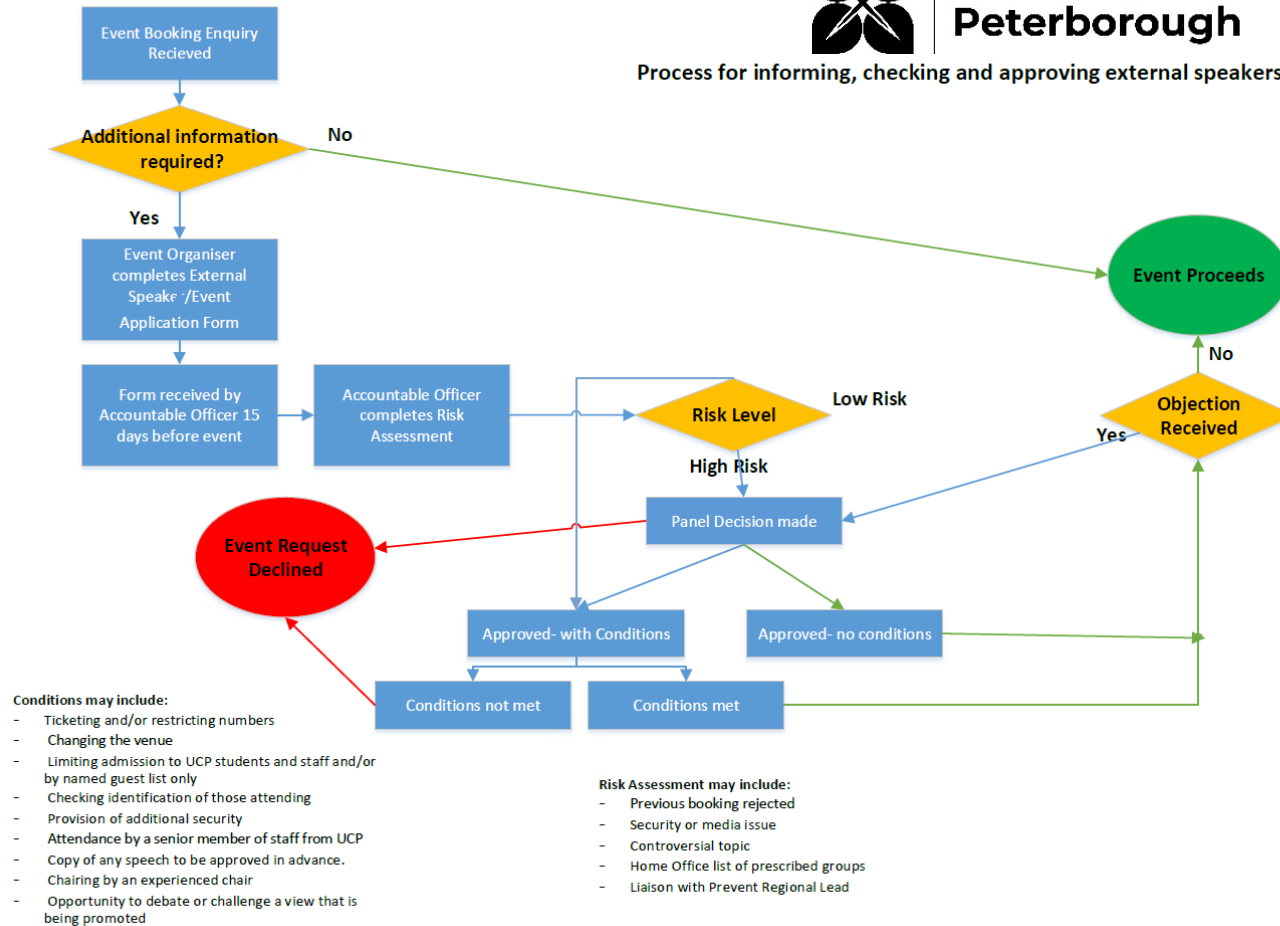 Peterborough
Process for informing, checking and approving external speakers
Event Booking Enquiry
Recieved
Additional information
required?
No
Yes
Event Organiser
completes External
Speaker/Event
Application Form
Form received by
Accountable Officer 15
days before event
Accountable Officer
completes Risk
Assessment
Risk Level
Low Risk
High Risk
Event Proceeds
No
Objection
Received
Yes
Panel Decision made
Event Request
Declined
Approved- with Conditions
Approved- no conditions
Conditions not met
Conditions met
Conditions may include:
- Ticketing and/or restricting numbers
- Changing the venue
- Limiting admission to UCP students and staff and/or
by named guest list only
- Checking identification of those attending
- Provision of additional security
- Attendance by a senior member of staff from UCP
- Copy of any speech to be approved in advance.
- Chairing by an experienced chair
- Opportunity to debate or challenge a view that is
being promoted
Risk Assessment may include:
- Previous booking rejected
- Security or media issue
- Controversial topic
- Home Office list of prescribed groups
- Liaison with Prevent Regional Lead